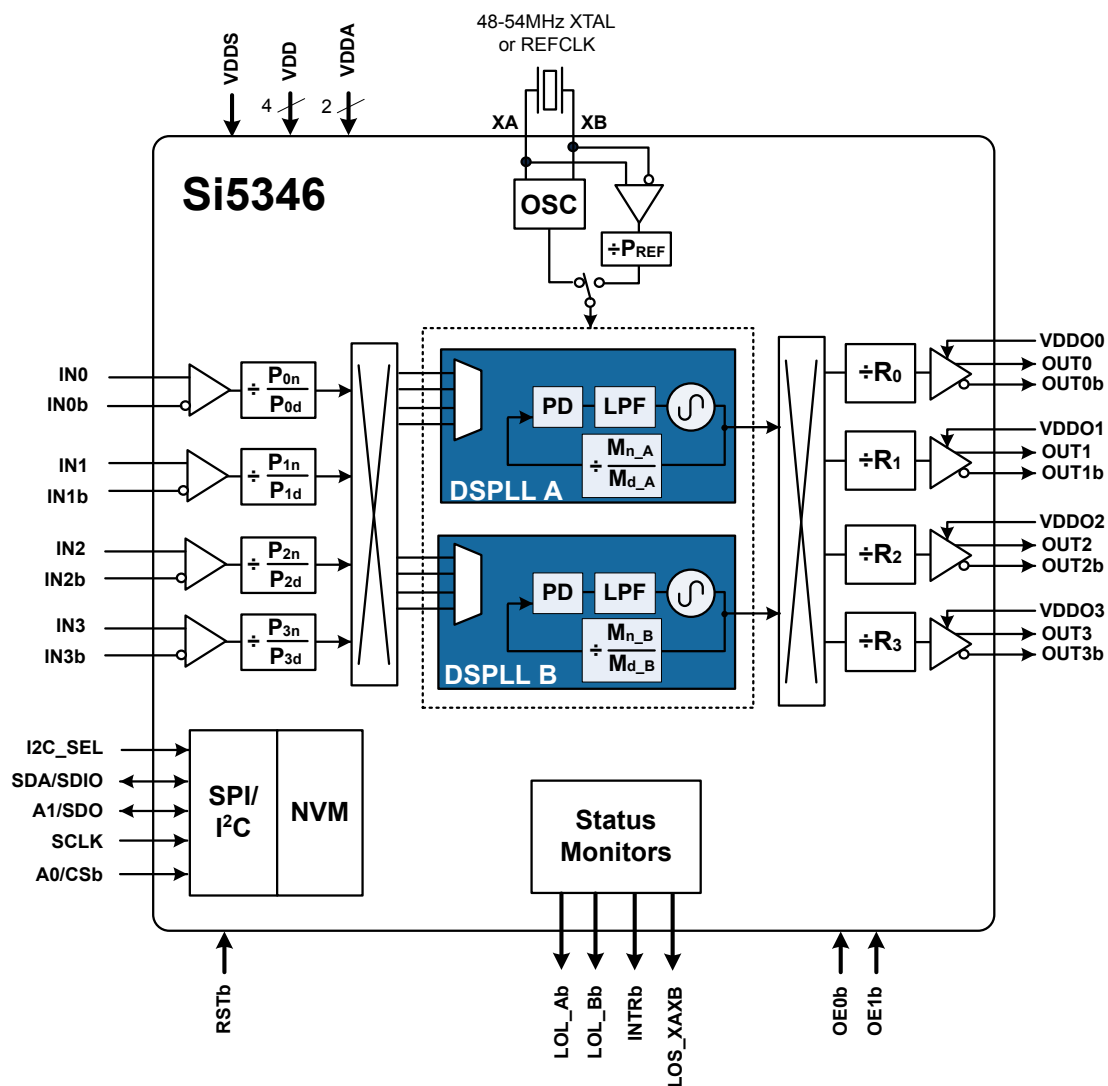 48-54MHz XTAL
or REFCLK
VDDS
VDD
VDDA
4
2
XA
XB
Si5346
OSC
÷PREF
IN0
IN0b
÷ P0n
P0d
IN1
IN1b
÷ P1n
P1d
IN2
IN2b
÷ P2n
P2d
IN3
IN3b
÷ P3n
P3d
PD
LPF
÷ Mn_A
Md_A
DSPLL A
PD
LPF
÷ Mn_B
Md_B
DSPLL B
÷R0
VDDO0
OUT0
OUT0b
÷R1
VDDO1
OUT1
OUT1b
÷R2
VDDO2
OUT2
OUT2b
÷R3
VDDO3
OUT3
OUT3b
I2C_SEL
SDA/SDIO
A1/SDO
SCLK
A0/CSb
SPI/
I²C
NVM
Status
Monitors
RSTb
LOL_Ab
LOL_Bb
INTRb
LOS_XAXB
OE0b
OE1b